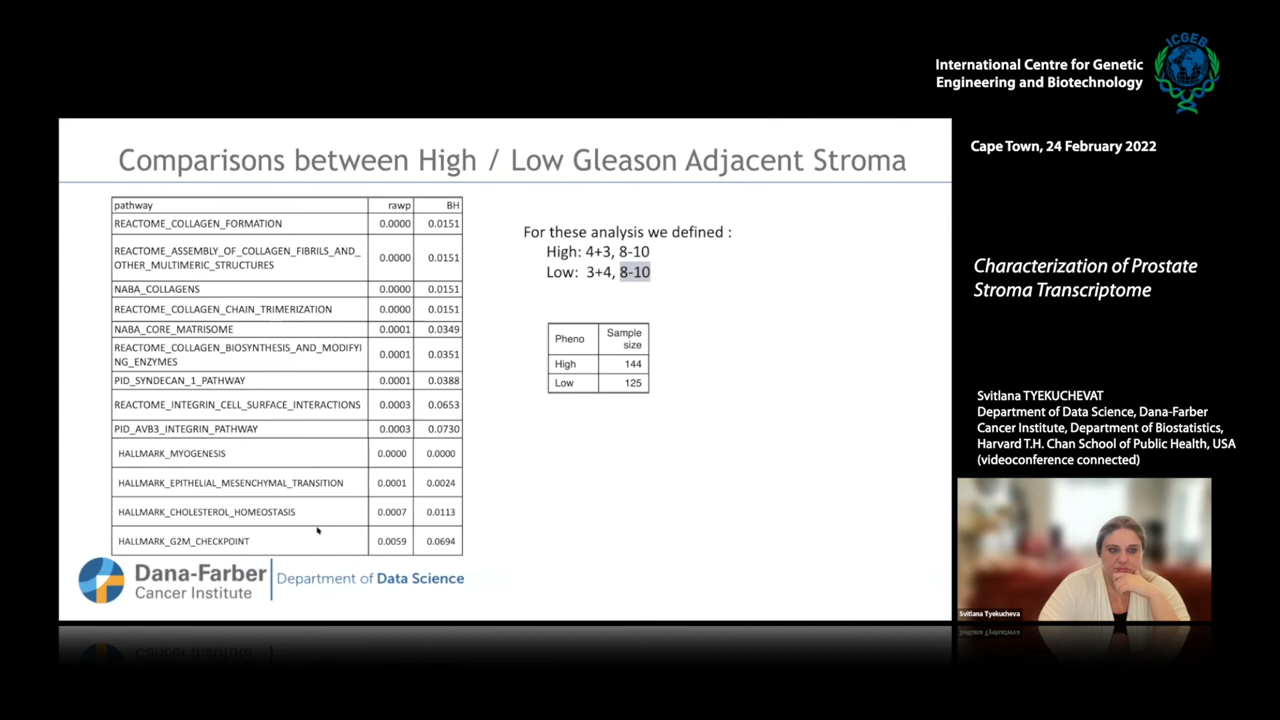 ICGEB
International Centre for Genetic
Engineering and Biotechnology
Cape Town, 24 February 2022
Characterization of Prostate
Stroma Transcriptome
Svitlana TYEKUCHEVAT
Department of Data Science, Dana-Farber
Cancer Institute, Department of Biostatistics,
Harvard T.H. Chan School of Public Health, USA
(videoconference connected)
Svitlana Tyekucheva
Comparisons between High / Low Gleason Adjacent Stroma
pathway rawp BH
REACTOME_COLLAGEN_FORMATION 0.0000 0.0151
REACTOME_ASSEMBLY_OF_COLLAGEN_FIBRILS_AND_
OTHER_MULTIMERIC_STRUCTURES 0.0000 0.0151
NABA_COLLAGENS 0.0000 0.0151
REACTOME_COLLAGEN_CHAIN_TRIMERIZATION 0.0000 0.0151
NABA_CORE_MATRISOME 0.0001 0.0349
REACTOME_COLLAGEN_BIOSYNTHESIS_AND_MODIFYI
NG_ENZYMES 0.0001 0.0351
PID_SYNDECAN_1_PATHWAY 0.0001 0.0388
REACTOME_INTEGRIN_CELL_SURFACE_INTERACTIONS 0.0003 0.0653
PID_AVB3_INTEGRIN_PATHWAY 0.0003 0.0730
HALLMARK_MYOGENESIS 0.0000 0.0000
HALLMARK_EPITHELIAL_MESENCHYMAL_TRANSITION 0.0001 0.0024
HALLMARK_CHOLESTEROL_HOMEOSTASIS 0.0007 0.0113
HALLMARK_G2M_CHECKPOINT 0.0059 0.0694
For these analysis we defined :
High: 4+3, 8-10
Low: 3+4, 8-10
Pheno Sample size
High 144
Low 125
Dana-Farber
Cancer Institute
Department of Data Science